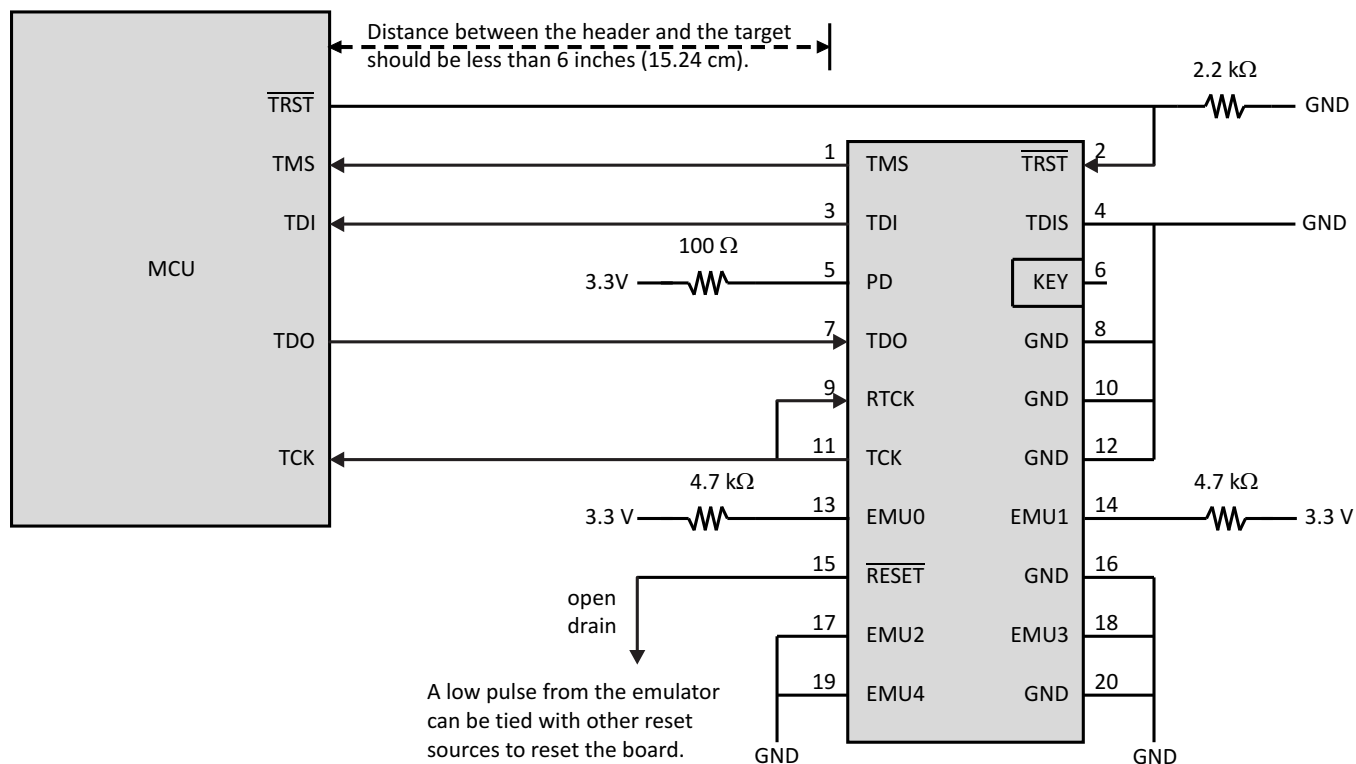 Distance between the header and the target
should be less than 6 inches (15.24 cm).
2.2 kΩ
TRST
GND
TMS
1
TMS
TRST
2
TDI
3
TDI
TDIS
4
GND
100 Ω
MCU
3.3V
5
PD
KEY
6
TDO
7
TDO
GND
8
9
RTCK
GND
10
TCK
11
TCK
GND
12
4.7 kΩ
4.7 kΩ
3.3 V
13
EMU0
EMU1
14
3.3 V
15
RESET
GND
16
open
drain
17
EMU2
EMU3
18
19
EMU4
GND
20
A low pulse from the emulator
can be tied with other reset
sources to reset the board.
GND
GND